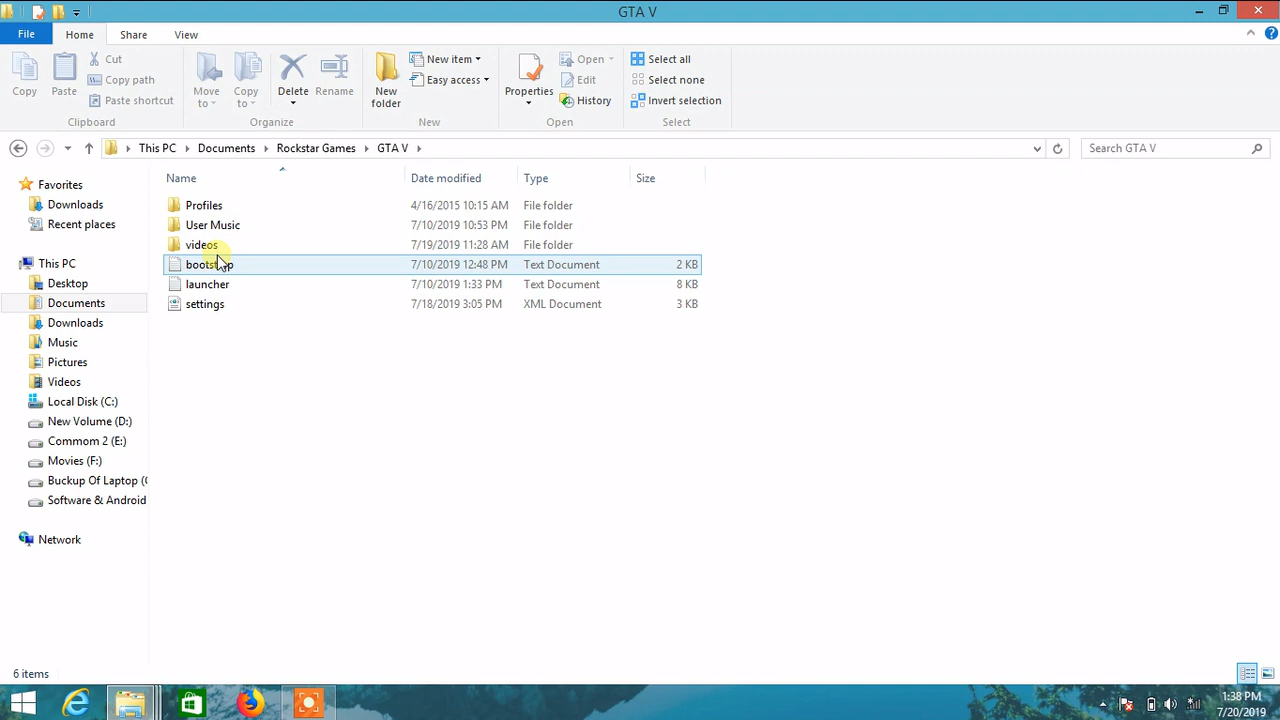 GTA V
File Home Share View
Copy Paste Cut Copy path Paste shortcut
Move to Copy to Delete Rename
New folder New item Easy access
Properties Open Edit History
Select all Select none Invert selection
Clipboard Organize New Open Select
This PC Documents Rockstar Games GTA V Search GTA V
Name Date modified Type Size
Profiles 4/16/2015 10:15 AM File folder
User Music 7/10/2019 10:53 PM File folder
videos 7/19/2019 11:28 AM File folder
7/10/2019 12:48 PM Text Document 2 KB
launcher 7/10/2019 1:33 PM Text Document 8 KB
settings 7/18/2019 3:05 PM XML Document 3 KB
Favorites
Downloads
Recent places
This PC
Desktop
Documents
Downloads
Music
Pictures
Videos
Local Disk (C:)
New Volume (D:)
Commom 2 (E:)
Movies (F:)
Buckup Of Laptop (
Software & Android
Network
6 items
1:38 PM
7/20/2019